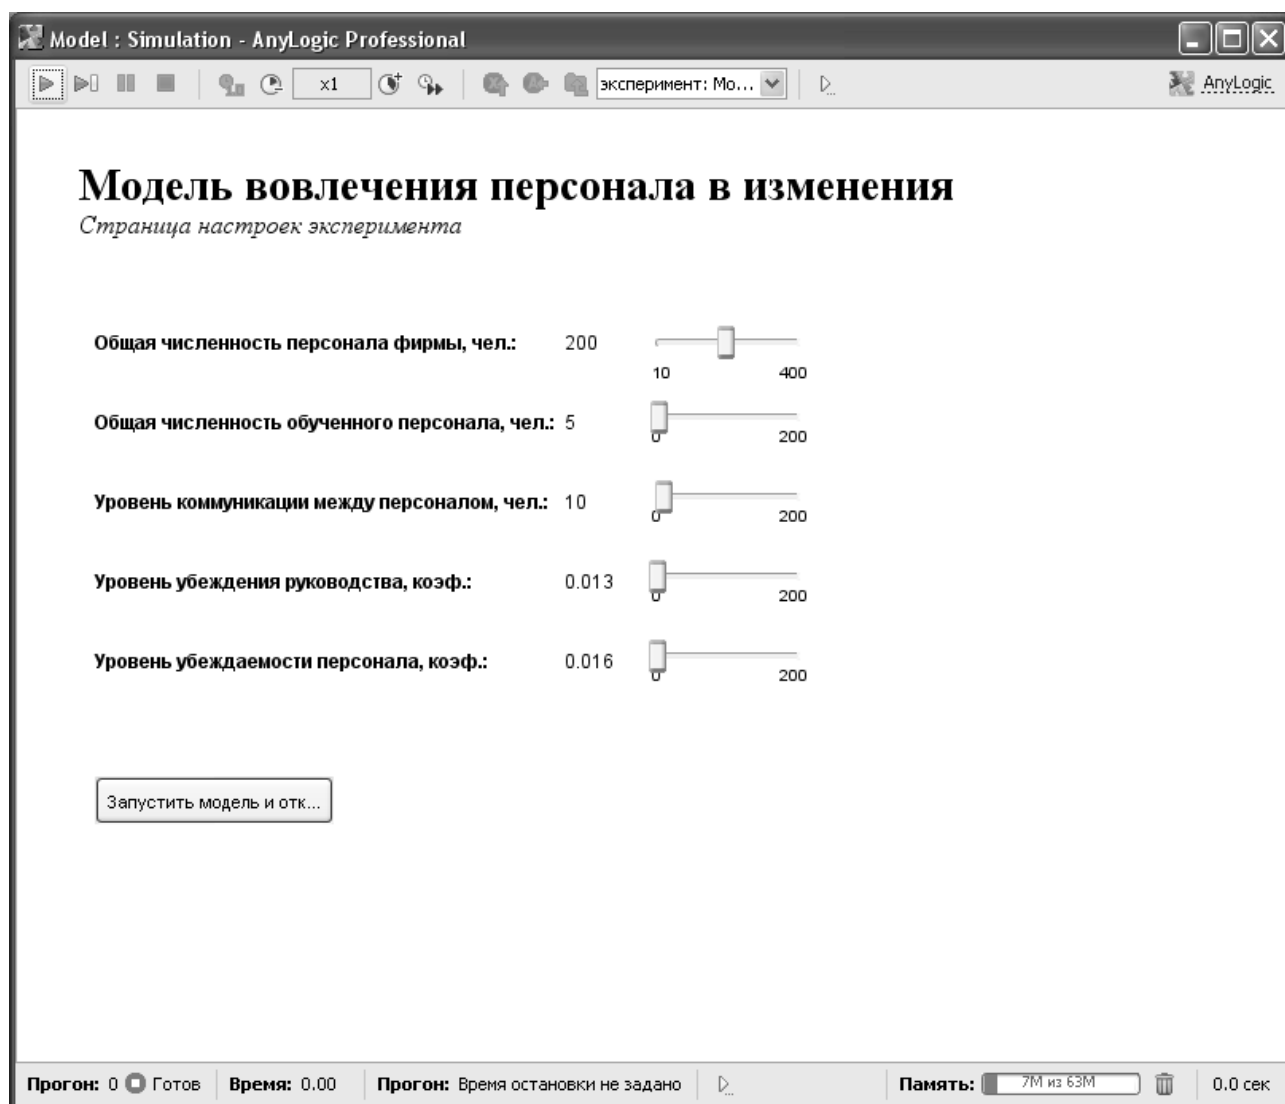 Model : Simulation - AnyLogic Professional
x1 эксперимент: Мо... AnyLogic
Модель вовлечения персонала в изменения
Страница настроек эксперимента
Общая численность персонала фирмы, чел.: 200
10 400
Общая численность обученного персонала, чел.: 5
0 200
Уровень коммуникации между персоналом, чел.: 10
0 200
Уровень убеждения руководства, коэф.: 0.013
0 200
Уровень убеждаемости персонала, коэф.: 0.016
0 200
Запустить модель и отк...
Прогон: 0 Готов Время: 0.00 Прогон: Время остановки не задано Память: 7М из 63М 0.0 сек